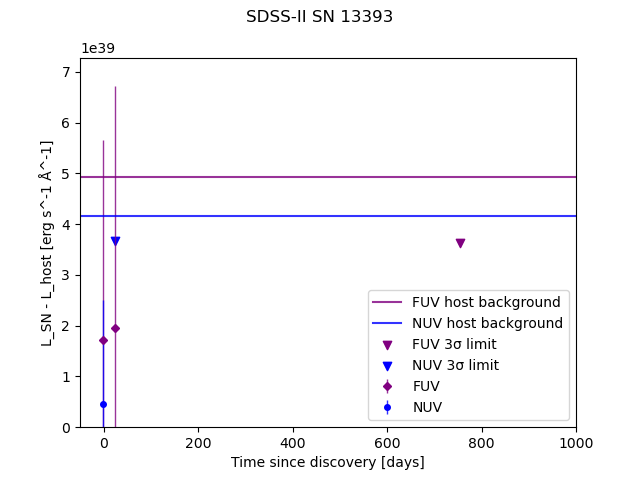 SDSS-II SN 13393
1e39
7
6
5
4
3
2
1
0
L_SN - L_host [erg s^-1 Å^-1]
FUV host background
NUV host background
FUV 3σ limit
NUV 3σ limit
FUV
NUV
0 200 400 600 800 1000
Time since discovery [days]